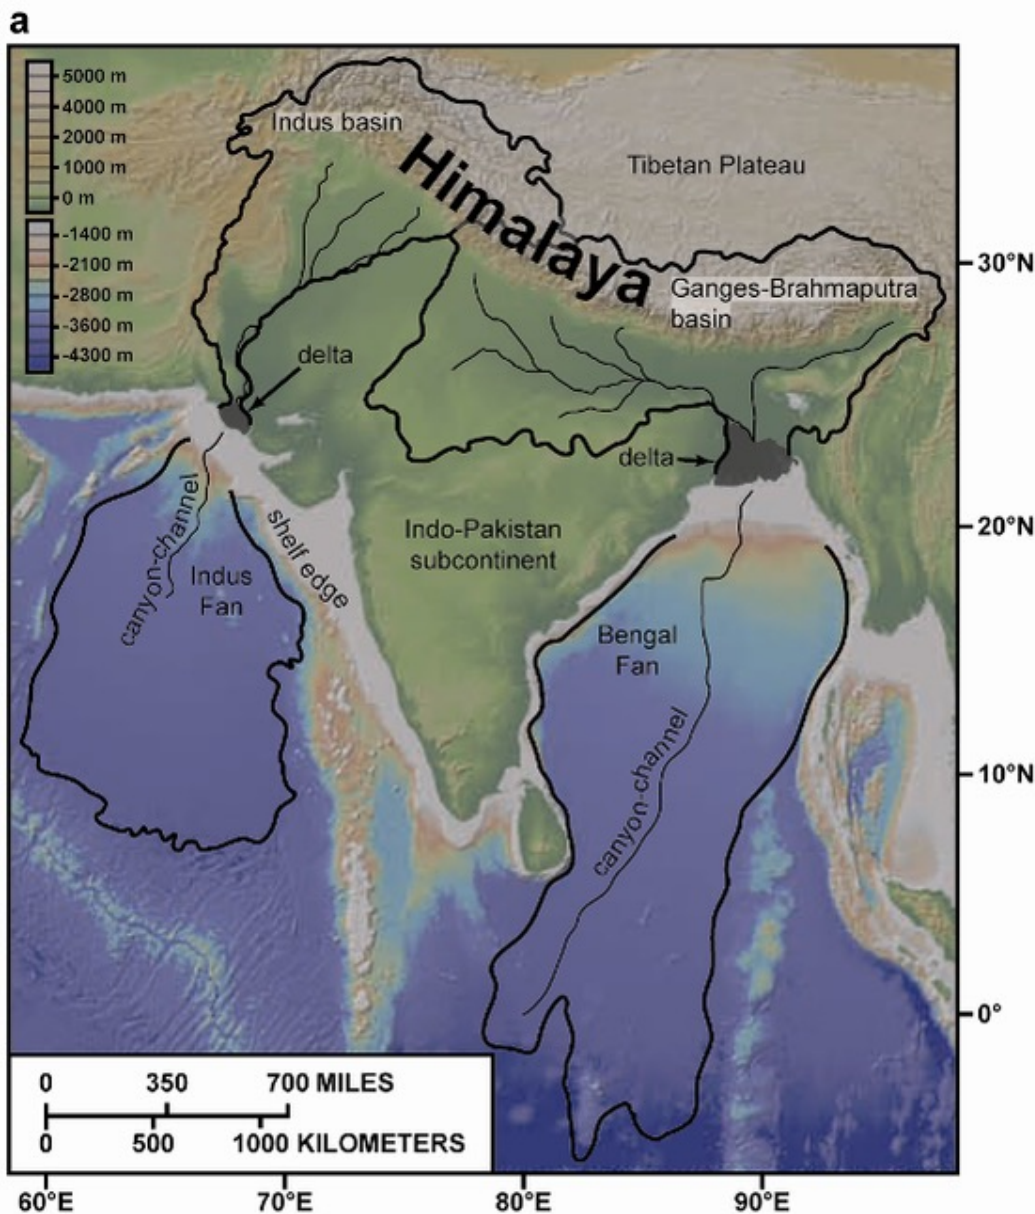 a
5000 m
4000 m
2000 m
1000 m
0 m
-1400 m
-2100 m
-2800 m
-3600 m
-4300 m
Indus basin
Himalaya
Tibetan Plateau
30°N
Ganges-Brahmaputra
basin
delta
delta
20°N
canyon-channel
shelf edge
Indo-Pakistan
subcontinent
Indus
Fan
Bengal
Fan
canyon-channel
10°N
0°
0 350 700 MILES
0 500 1000 KILOMETERS
60°E 70°E 80°E 90°E